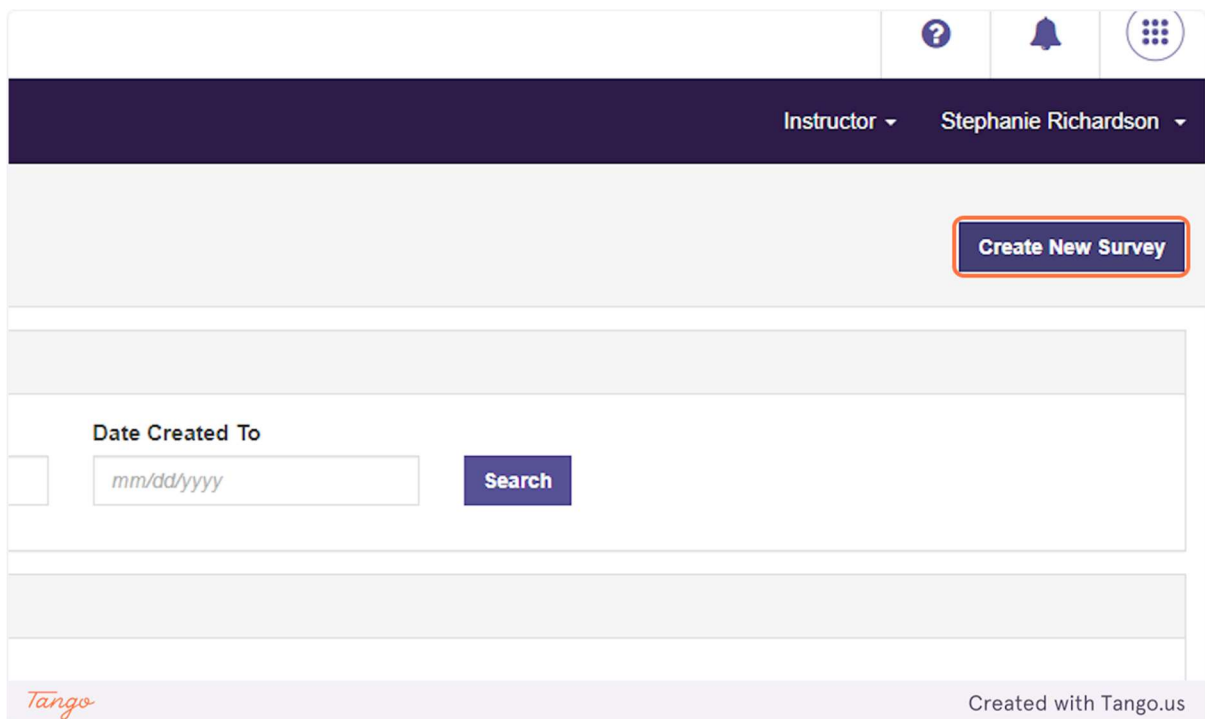 Instructor
Stephanie Richardson
Create New Survey
Date Created To
mm/dd/yyyy
Search
Tango
Created with Tango.us